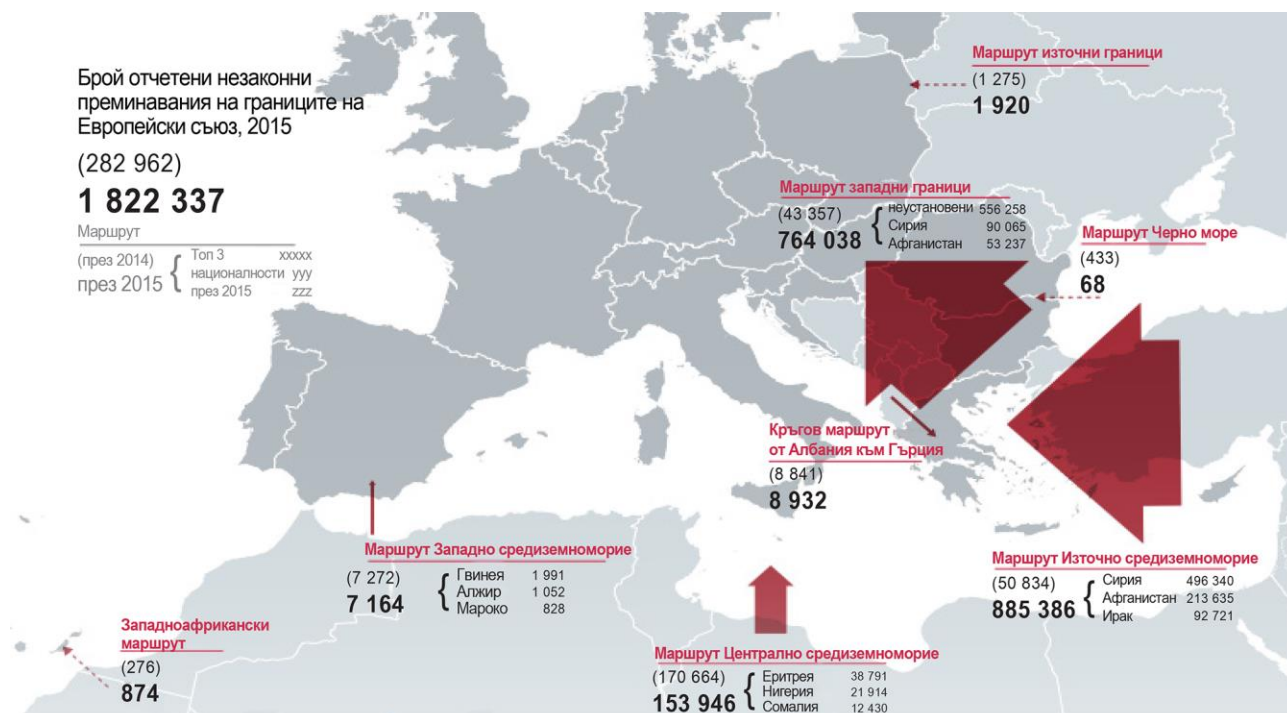 Брой отчетени незаконни
преминавания на границите на
Европейски съюз, 2015
(282 962)
1 822 337
Маршрут
(през 2014)
през 2015
{
Топ 3 xxxxx
националности yyy
през 2015 zzz
Маршрут източни граници
(1 275)
1 920
Маршрут западни граници
(43 357)
764 038
{
неустановени 556 258
Сирия 90 065
Афганистан 53 237
Маршрут Черно море
(433)
68
Кръгов маршрут
от Албания към Гърция
(8 841)
8 932
Маршрут Западно средиземноморие
(7 272)
7 164
{
Гвинея 1 991
Алжир 1 052
Мароко 828
Маршрут Източно средиземноморие
(50 834)
885 386
{
Сирия 496 340
Афганистан 213 635
Ирак 92 721
Западноафрикански
маршрут
(276)
874
Маршрут Централно средиземноморие
(170 664)
153 946
{
Еритрея 38 791
Нигерия 21 914
Сомалия 12 430